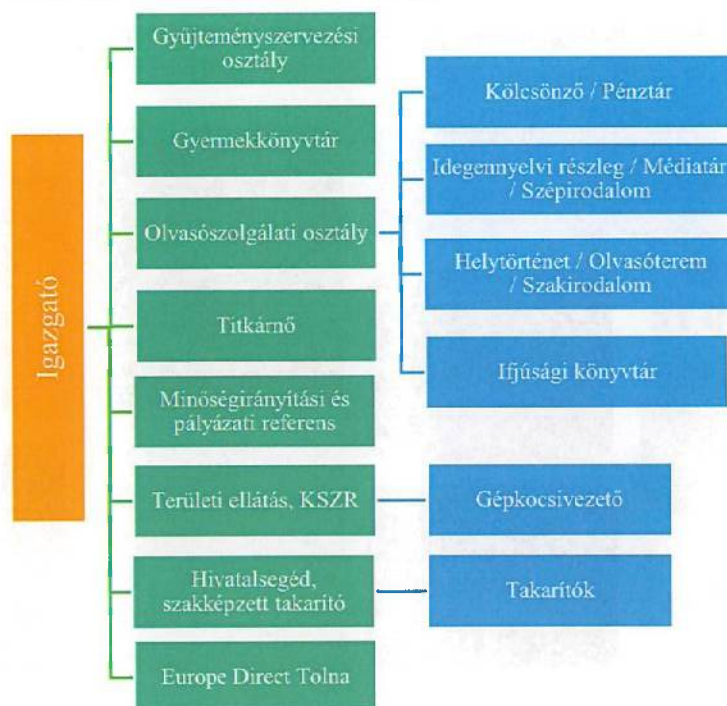 Igazgató
Gyűjteményszervezési
osztály
Gyermekkönyvtár
Olvasószolgálati osztály
Titkárnő
Minőségirányítási és
pályázati referens
Területi ellátás, KSZR
Hivatalsegéd,
szakképzett takarító
Europe Direct Tolna
Kölcsönző / Pénztár
Idegennyelvi részleg / Médiatár
/ Szépirodalom
Helytörténet / Olvasóterem
/ Szakirodalom
Ifjúsági könyvtár
Gépkocsivezető
Takarítók